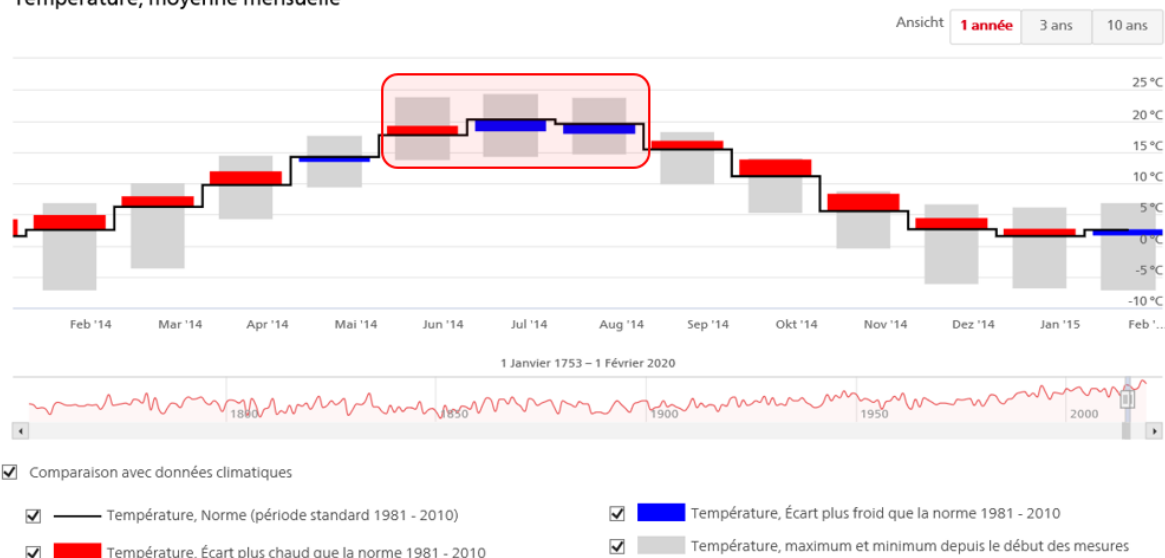 Température, moyenne mensuelle
Ansicht 1 année 3 ans 10 ans
25 °C
20 °C
15 °C
10 °C
5 °C
0 °C
-5 °C
-10 °C
Feb '14 Mar '14 Apr '14 Mai '14 Jun '14 Jul '14 Aug '14 Sep '14 Okt '14 Nov '14 Dez '14 Jan '15 Feb '...
1 Janvier 1753 – 1 Février 2020
1800 1850 1900 1950 2000
Comparaison avec données climatiques
Température, Norme (période standard 1981 - 2010)
Température, Écart plus froid que la norme 1981 - 2010
Température, Écart plus chaud que la norme 1981 - 2010
Température, maximum et minimum depuis le début des mesures